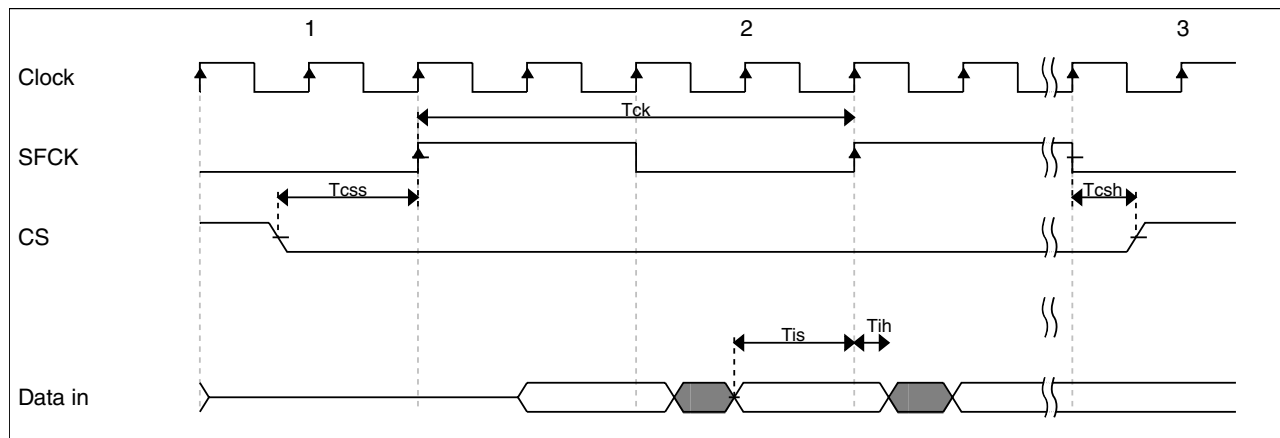 1 2 3
Clock
Tck
SFCK
Tcss Tcsh
CS
Tis Tih
Data in